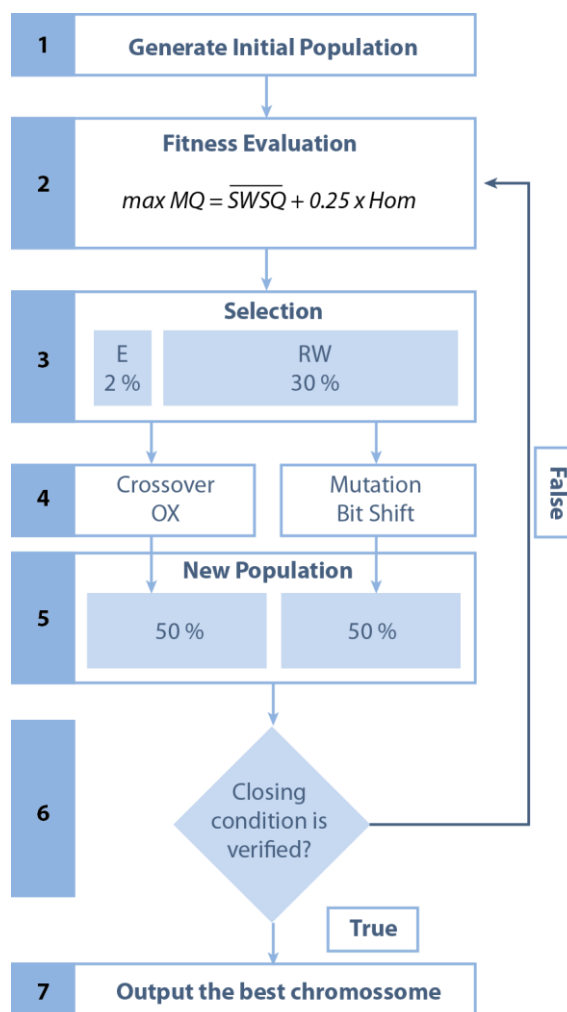 1
Generate Initial Population
2
Fitness Evaluation
max MQ = S̅W̅S̅Q̅ + 0.25 x Hom
3
Selection
E
2 %
RW
30 %
4
Crossover
OX
Mutation
Bit Shift
False
5
New Population
50 %
50 %
6
Closing
condition is
verified?
True
7
Output the best chromossome